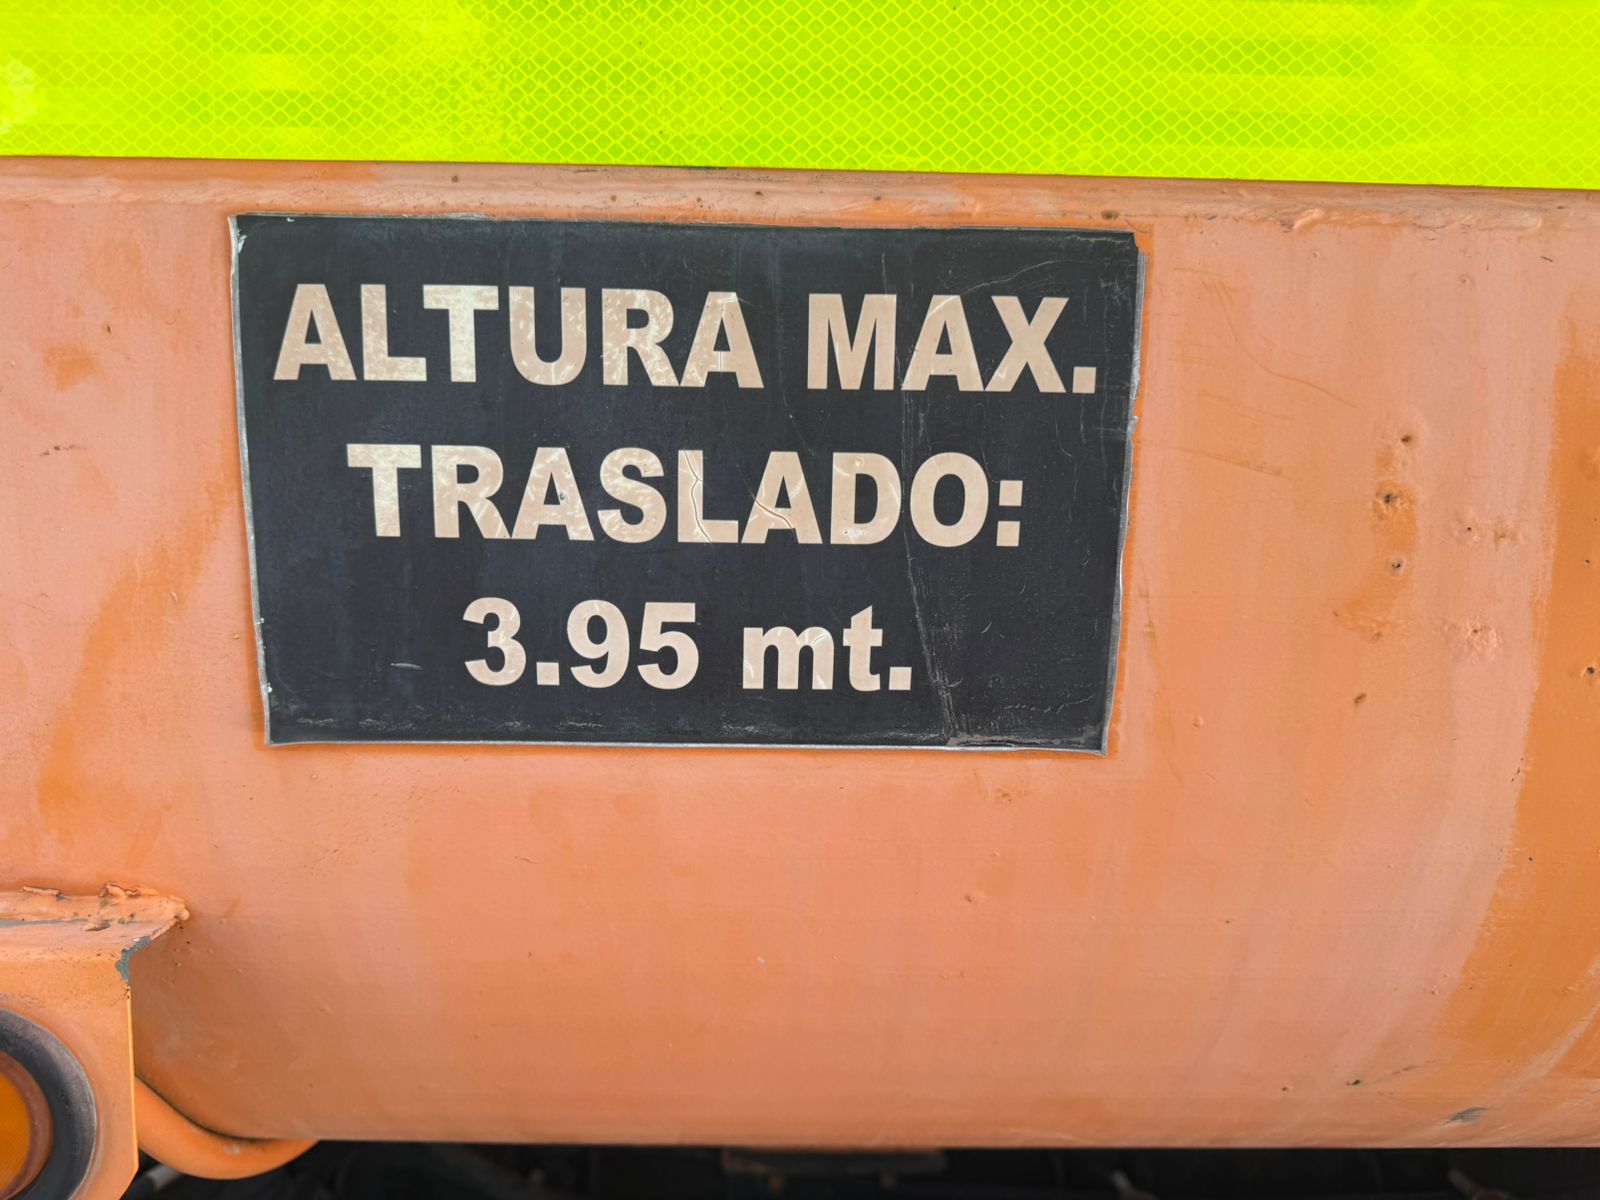 ALTURA MAX.
TRASLADO:
3.95 mt.